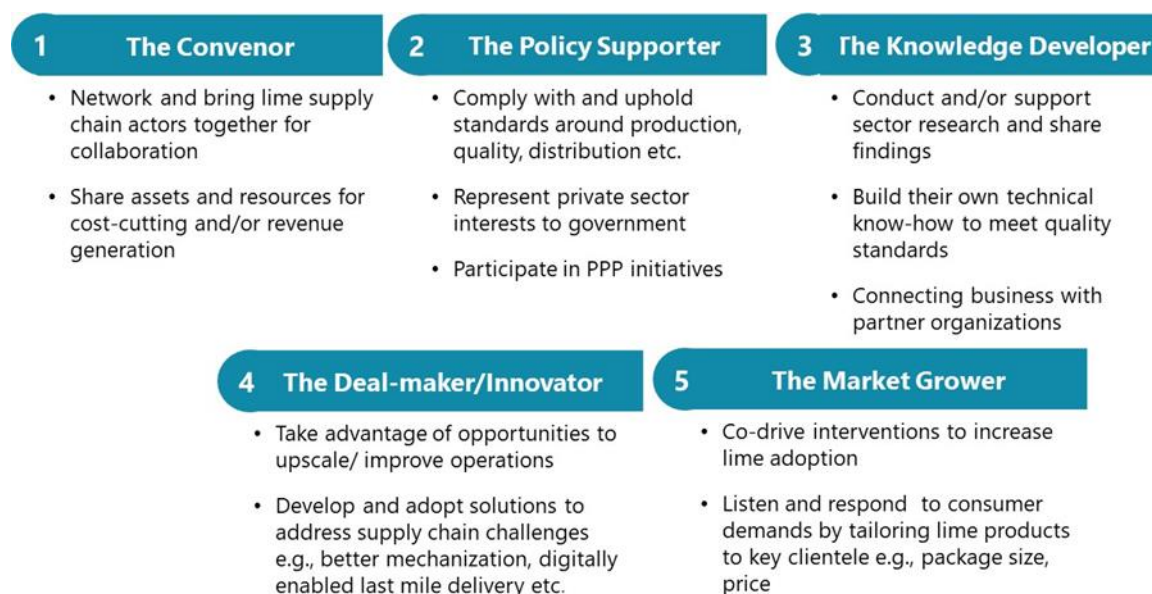 1 The Convenor
• Network and bring lime supply
chain actors together for
collaboration
• Share assets and resources for
cost-cutting and/or revenue
generation
2 The Policy Supporter
• Comply with and uphold
standards around production,
quality, distribution etc.
• Represent private sector
interests to government
• Participate in PPP initiatives
3 The Knowledge Developer
• Conduct and/or support
sector research and share
findings
• Build their own technical
know-how to meet quality
standards
• Connecting business with
partner organizations
4 The Deal-maker/Innovator
• Take advantage of opportunities to
upscale/ improve operations
• Develop and adopt solutions to
address supply chain challenges
e.g., better mechanization, digitally
enabled last mile delivery etc.
5 The Market Grower
• Co-drive interventions to increase
lime adoption
• Listen and respond to consumer
demands by tailoring lime products
to key clientele e.g., package size,
price